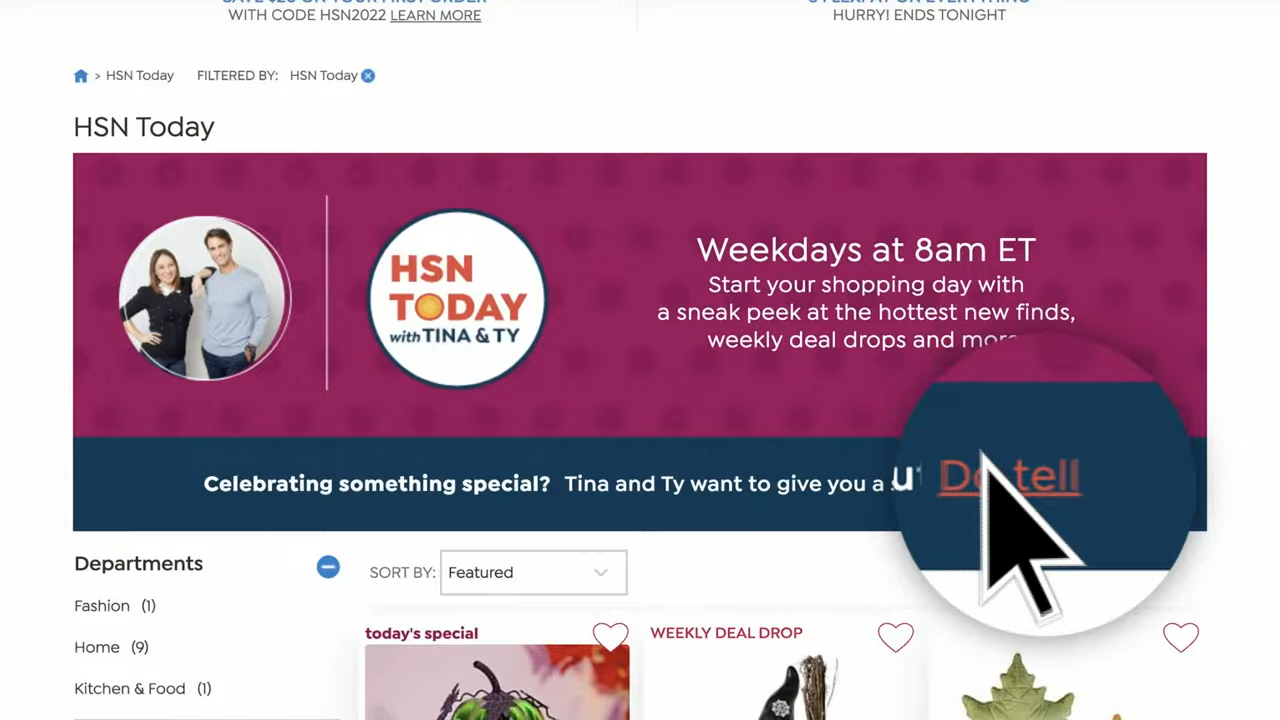 WITH CODE HSN2022 LEARN MORE
HURRY! ENDS TONIGHT
> HSN Today FILTERED BY: HSN Today
HSN Today
HSN
TODAY
with TINA & TY
Weekdays at 8am ET
Start your shopping day with
a sneak peek at the hottest new finds,
weekly deal drops and more
Celebrating something special? Tina and Ty want to give you a
Departments
SORT BY: Featured
Fashion (1)
Home (9)
Kitchen & Food (1)
today's special
WEEKLY DEAL DROP